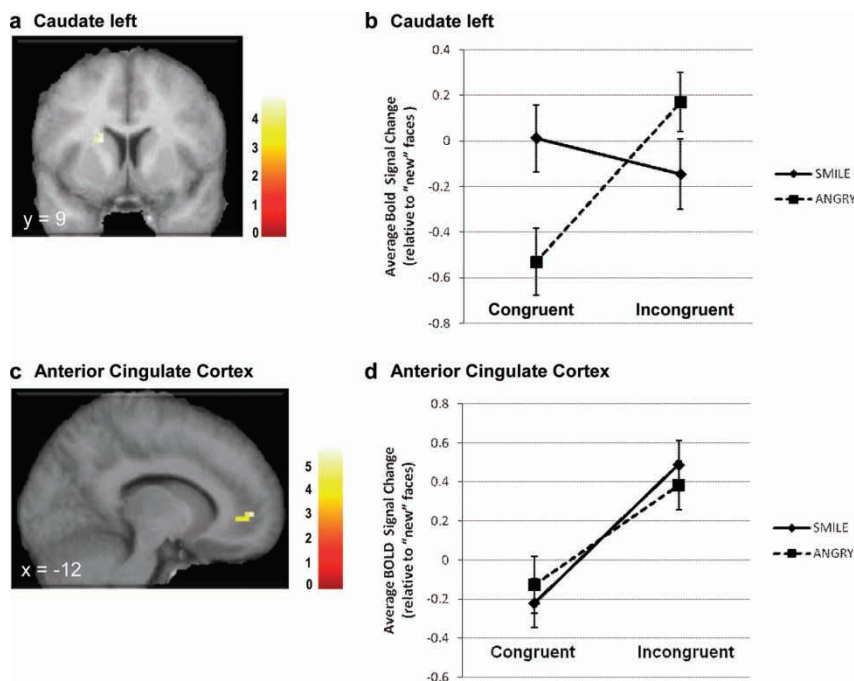 a Caudate left
4
3
2
1
0
y = 9
b Caudate left
Average Bold Signal Change
(relative to "new" faces)
0.4
0.2
0
-0.2
-0.4
-0.6
-0.8
Congruent Incongruent
SMILE
ANGRY
c Anterior Cingulate Cortex
5
4
3
2
1
0
x = -12
d Anterior Cingulate Cortex
Average BOLD Signal Change
(relative to "new" faces)
0.8
0.6
0.4
0.2
0
-0.2
-0.4
-0.6
Congruent Incongruent
SMILE
ANGRY